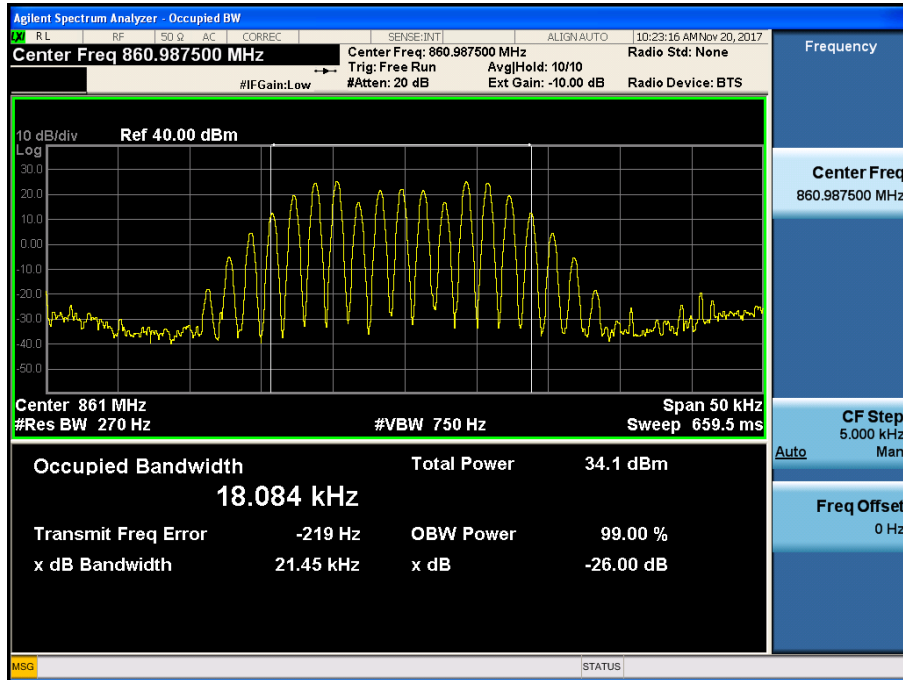 Agilent Spectrum Analyzer - Occupied BW
LXI RL RF 50 Ω AC CORREC SENSE:INT ALIGN AUTO 10:23:16 AM Nov 20, 2017
Center Freq 860.987500 MHz
Center Freq: 860.987500 MHz Radio Std: None
Trig: Free Run Avg|Hold: 10/10
#IFGain:Low #Atten: 20 dB Ext Gain: -10.00 dB Radio Device: BTS
10 dB/div Ref 40.00 dBm
Log
30.0
20.0
10.0
0.00
-10.0
-20.0
-30.0
-40.0
-50.0
Center 861 MHz Span 50 kHz
#Res BW 270 Hz #VBW 750 Hz Sweep 659.5 ms
Occupied Bandwidth Total Power 34.1 dBm
18.084 kHz
Transmit Freq Error -219 Hz OBW Power 99.00 %
x dB Bandwidth 21.45 kHz x dB -26.00 dB
MSG STATUS
Frequency
Center Freq
860.987500 MHz
CF Step
5.000 kHz
Auto Man
Freq Offset
0 Hz